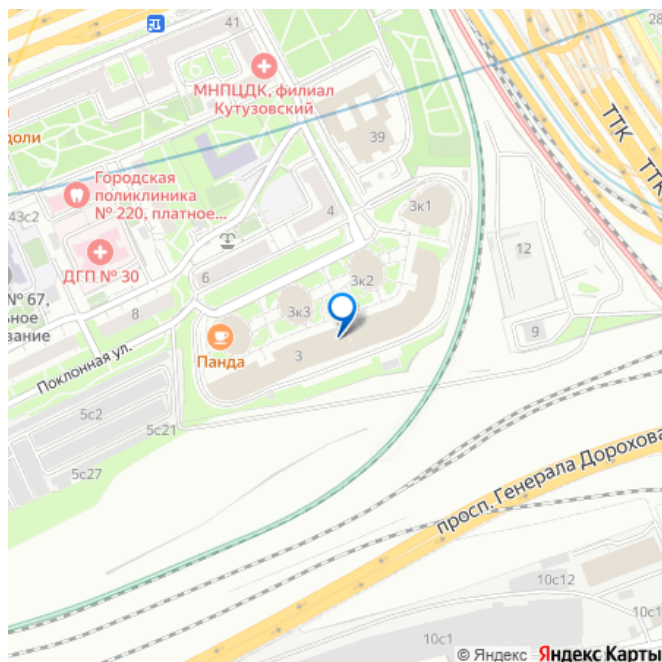 41
28
МНПЦДК, филиал
Кутузовский
ТТК
ТТК
доли
39
Городская
поликлиника
№ 220, платное...
43с2
4
3к1
12
ДГП № 30
6
3к2
№ 67,
ьное
вание
8
3к3
9
Панда
3
Поклонная ул.
5с2
5с21
5с27
просп. Генерала Дорохова
10с12
10с1
1
© Яндекс Яндекс Карты